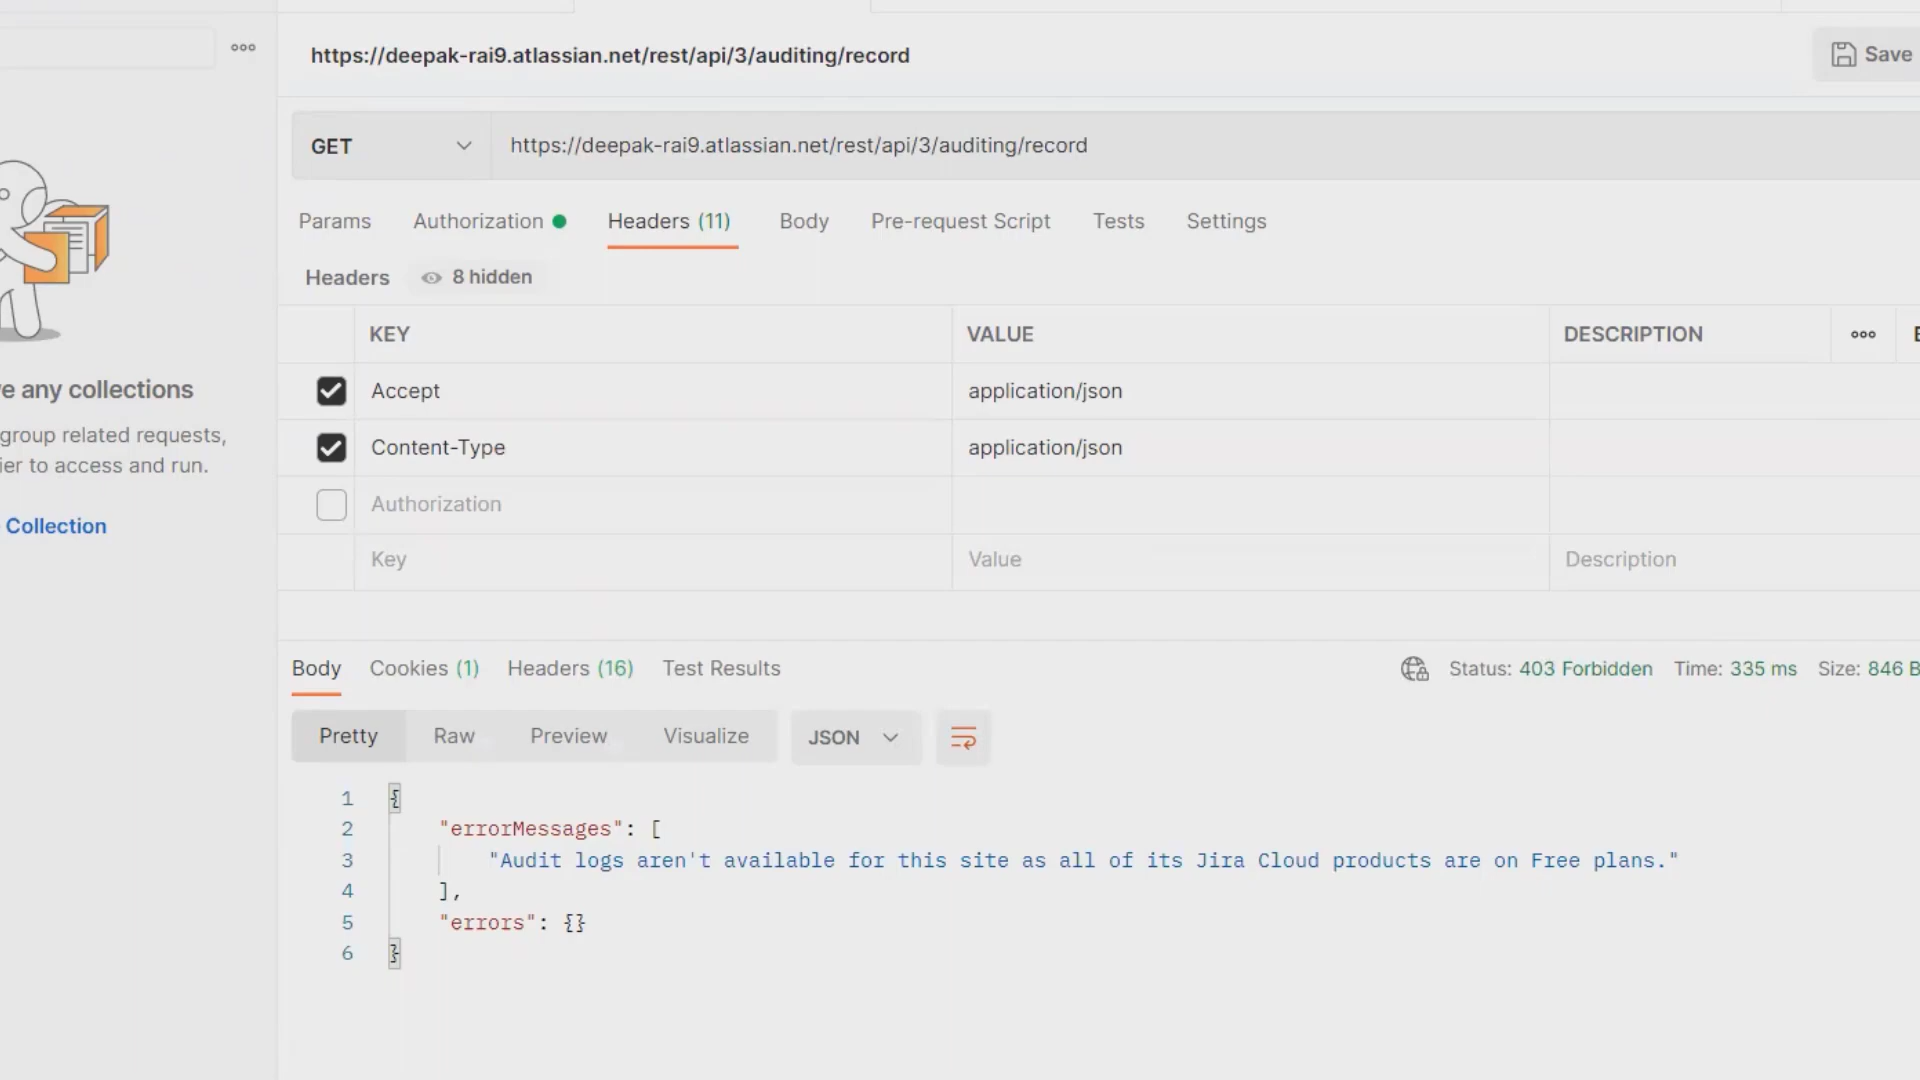 https://deepak-rai9.atlassian.net/rest/api/3/auditing/record
Save
GET
https://deepak-rai9.atlassian.net/rest/api/3/auditing/record
Params Authorization Headers (11) Body Pre-request Script Tests Settings
Headers 8 hidden
KEY VALUE DESCRIPTION
Accept application/json
Content-Type application/json
Authorization
Key Value Description
any collections
group related requests,
to access and run.
Collection
Body Cookies (1) Headers (16) Test Results Status: 403 Forbidden Time: 335 ms Size: 846 B
Pretty Raw Preview Visualize JSON
1 {
2 "errorMessages": [
3 "Audit logs aren't available for this site as all of its Jira Cloud products are on Free plans."
4 ],
5 "errors": {}
6 }